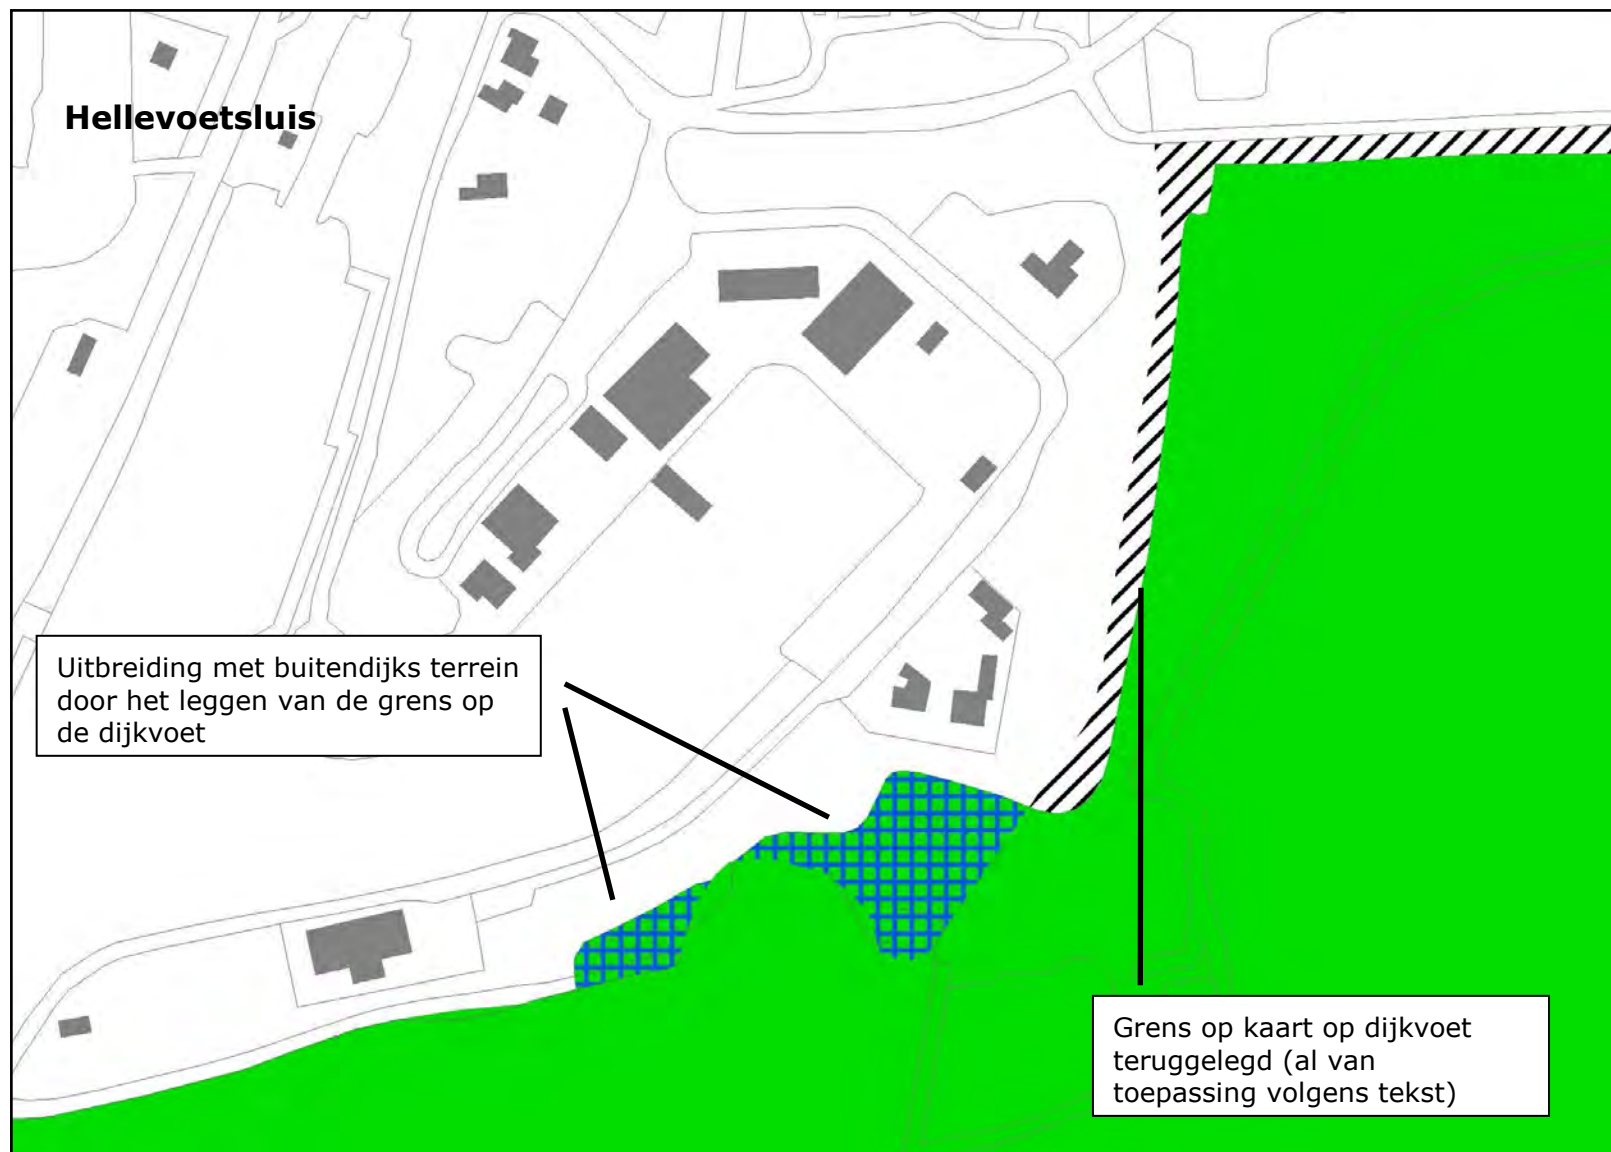 Hellevoetsluis
Uitbreiding met buitendijks terrein
door het leggen van de grens op
de dijkvoet
Grens op kaart op dijkvoet
teruggelegd (al van
toepassing volgens tekst)